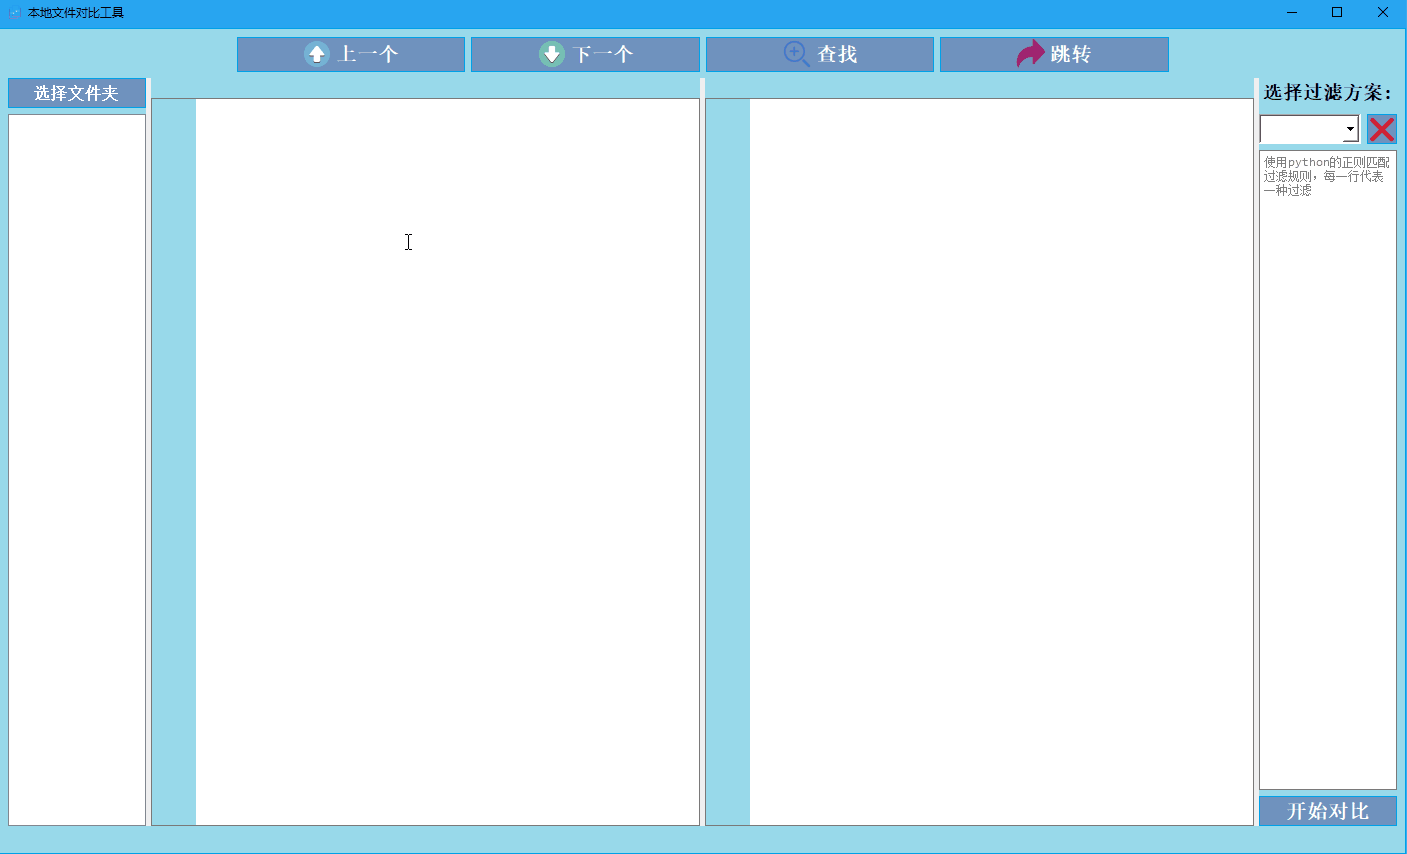 本地文件对比工具
上一个
下一个
查找
跳转
选择文件夹
选择过滤方案：
使用python的正则匹配
过滤规则，每一行代表
一种过滤
开始对比